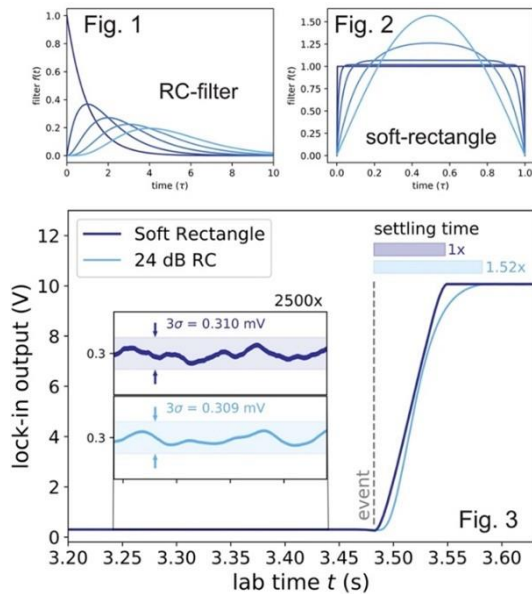 Fig. 1
RC-filter
filter f(t)
1.0
0.8
0.6
0.4
0.2
0.0
0
2
4
6
8
10
time (τ)
Fig. 2
soft-rectangle
filter f(t)
1.50
1.25
1.00
0.75
0.50
0.25
0.00
0.0
0.2
0.4
0.6
0.8
1.0
time (τ)
Soft Rectangle
24 dB RC
settling time
1x
1.52x
2500x
3σ = 0.310 mV
0.3
3σ = 0.309 mV
0.3
event
Fig. 3
lock-in output (V)
12
10
8
6
4
2
0
3.20
3.25
3.30
3.35
3.40
3.45
3.50
3.55
3.60
lab time t (s)